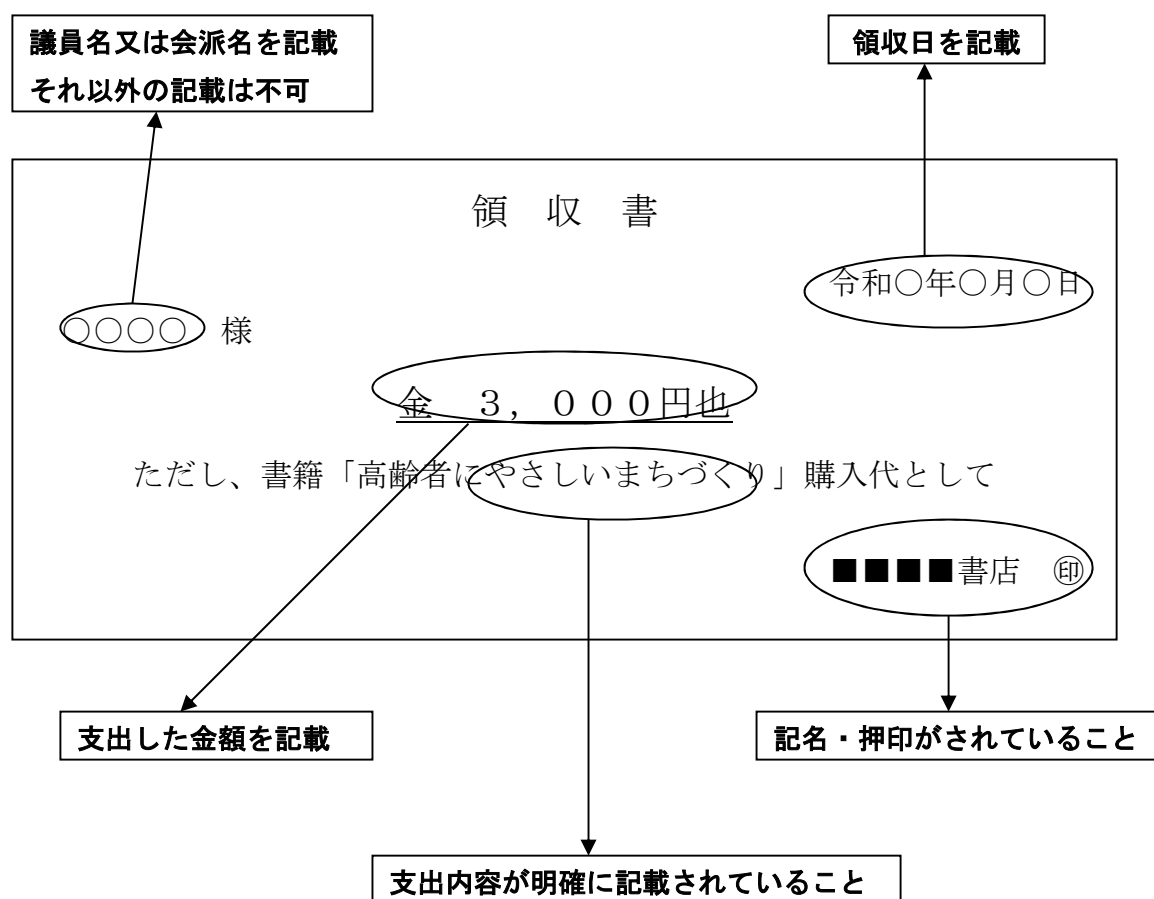 議員名又は会派名を記載
それ以外の記載は不可
領収日を記載
領　収　書
令和○年○月○日
○○○○　様
金　３，０００円也
ただし、書籍「高齢者にやさしいまちづくり」購入代として
■■■■書店　㊞
支出した金額を記載
記名・押印がされていること
支出内容が明確に記載されていること